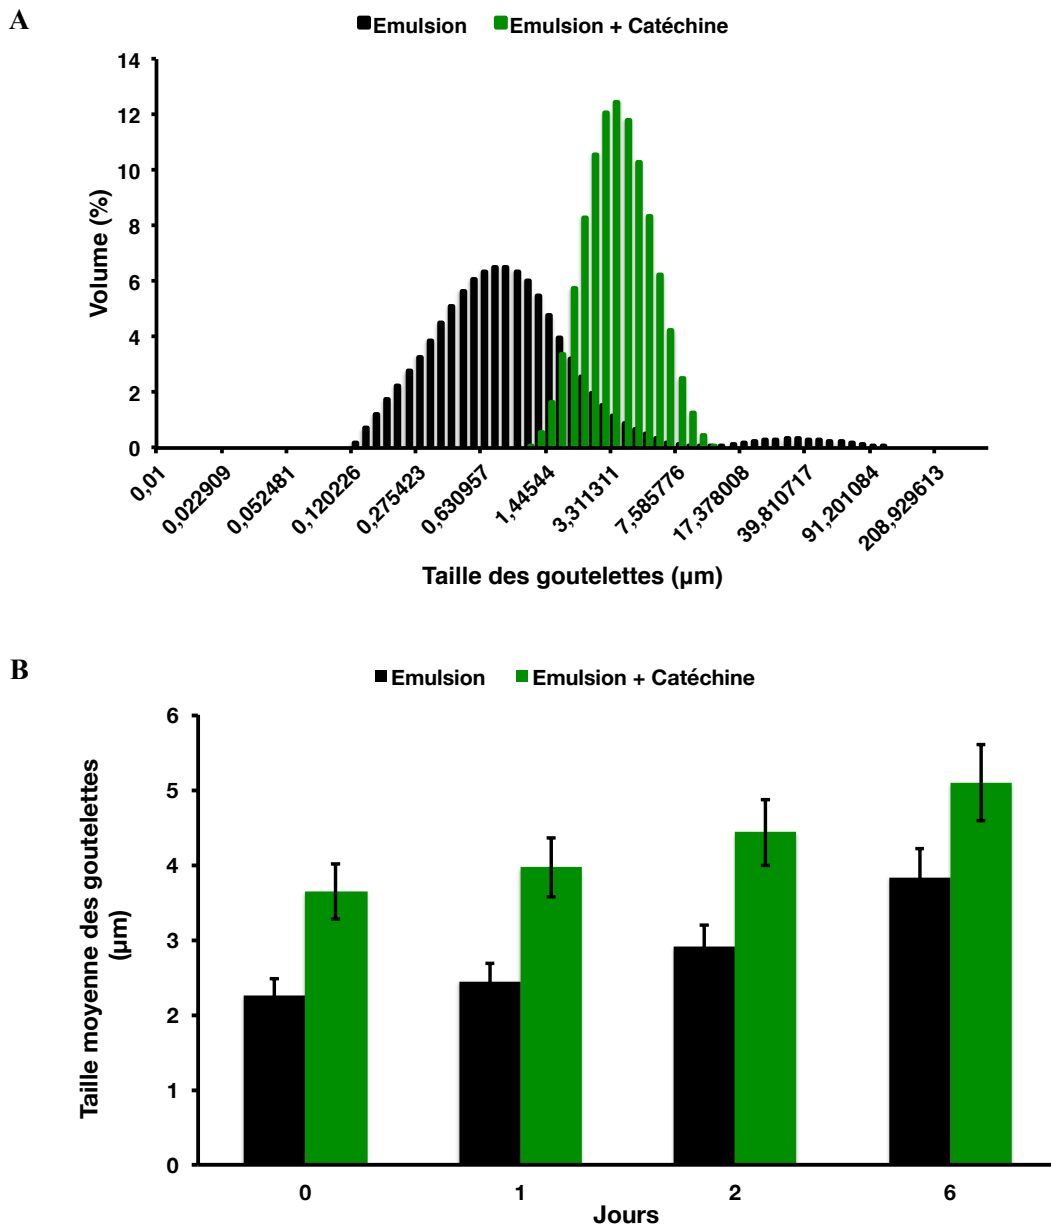 A
Emulsion Emulsion + Catéchine
14
12
10
8
6
4
2
0
Volume (%)
0,01 0,022909 0,052481 0,120226 0,275423 0,630957 1,44544 3,311311 7,585776 17,378008 39,810717 91,201084 208,929613
Taille des goutelettes (µm)
B
Emulsion Emulsion + Catéchine
6
5
4
3
2
1
0
Taille moyenne des goutelettes
(µm)
0 1 2 6
Jours